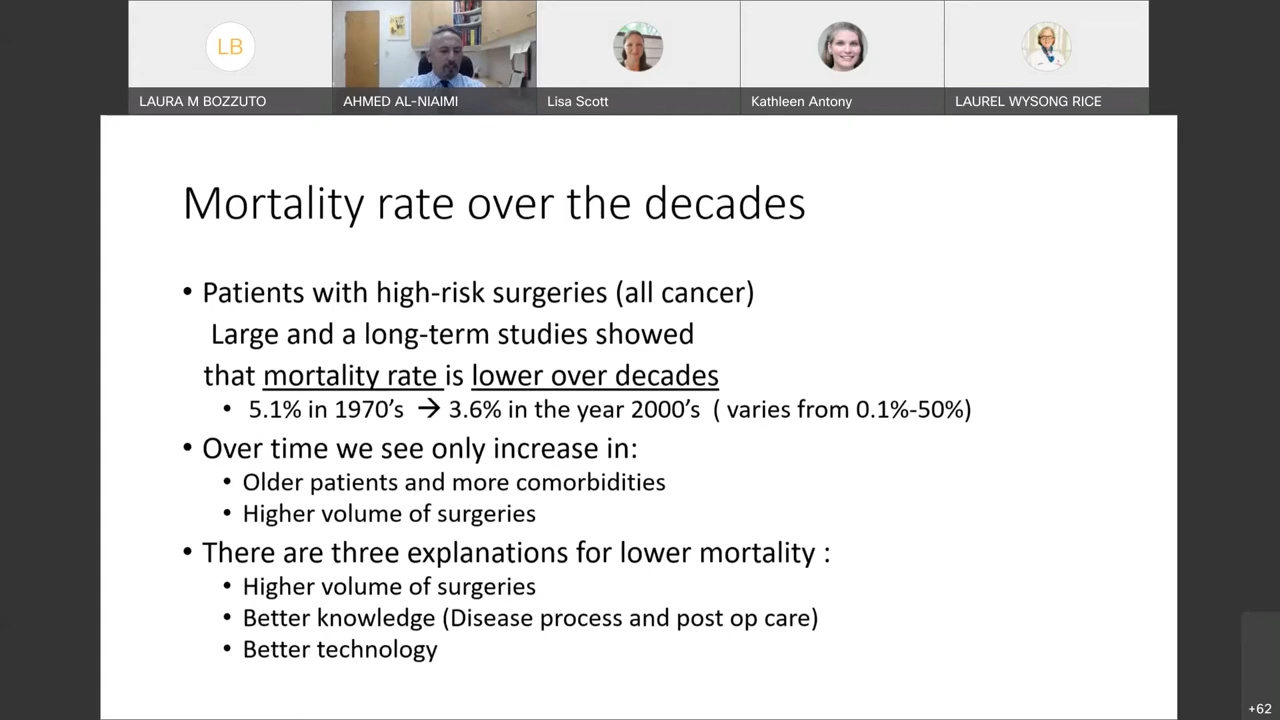 LB
LAURA M BOZZUTO
AHMED AL-NIAIMI
Lisa Scott
Kathleen Antony
LAUREL WYSONG RICE
Mortality rate over the decades
• Patients with high-risk surgeries (all cancer)
Large and a long-term studies showed
that mortality rate is lower over decades
• 5.1% in 1970's → 3.6% in the year 2000's ( varies from 0.1%-50%)
• Over time we see only increase in:
• Older patients and more comorbidities
• Higher volume of surgeries
• There are three explanations for lower mortality :
• Higher volume of surgeries
• Better knowledge (Disease process and post op care)
• Better technology
+62